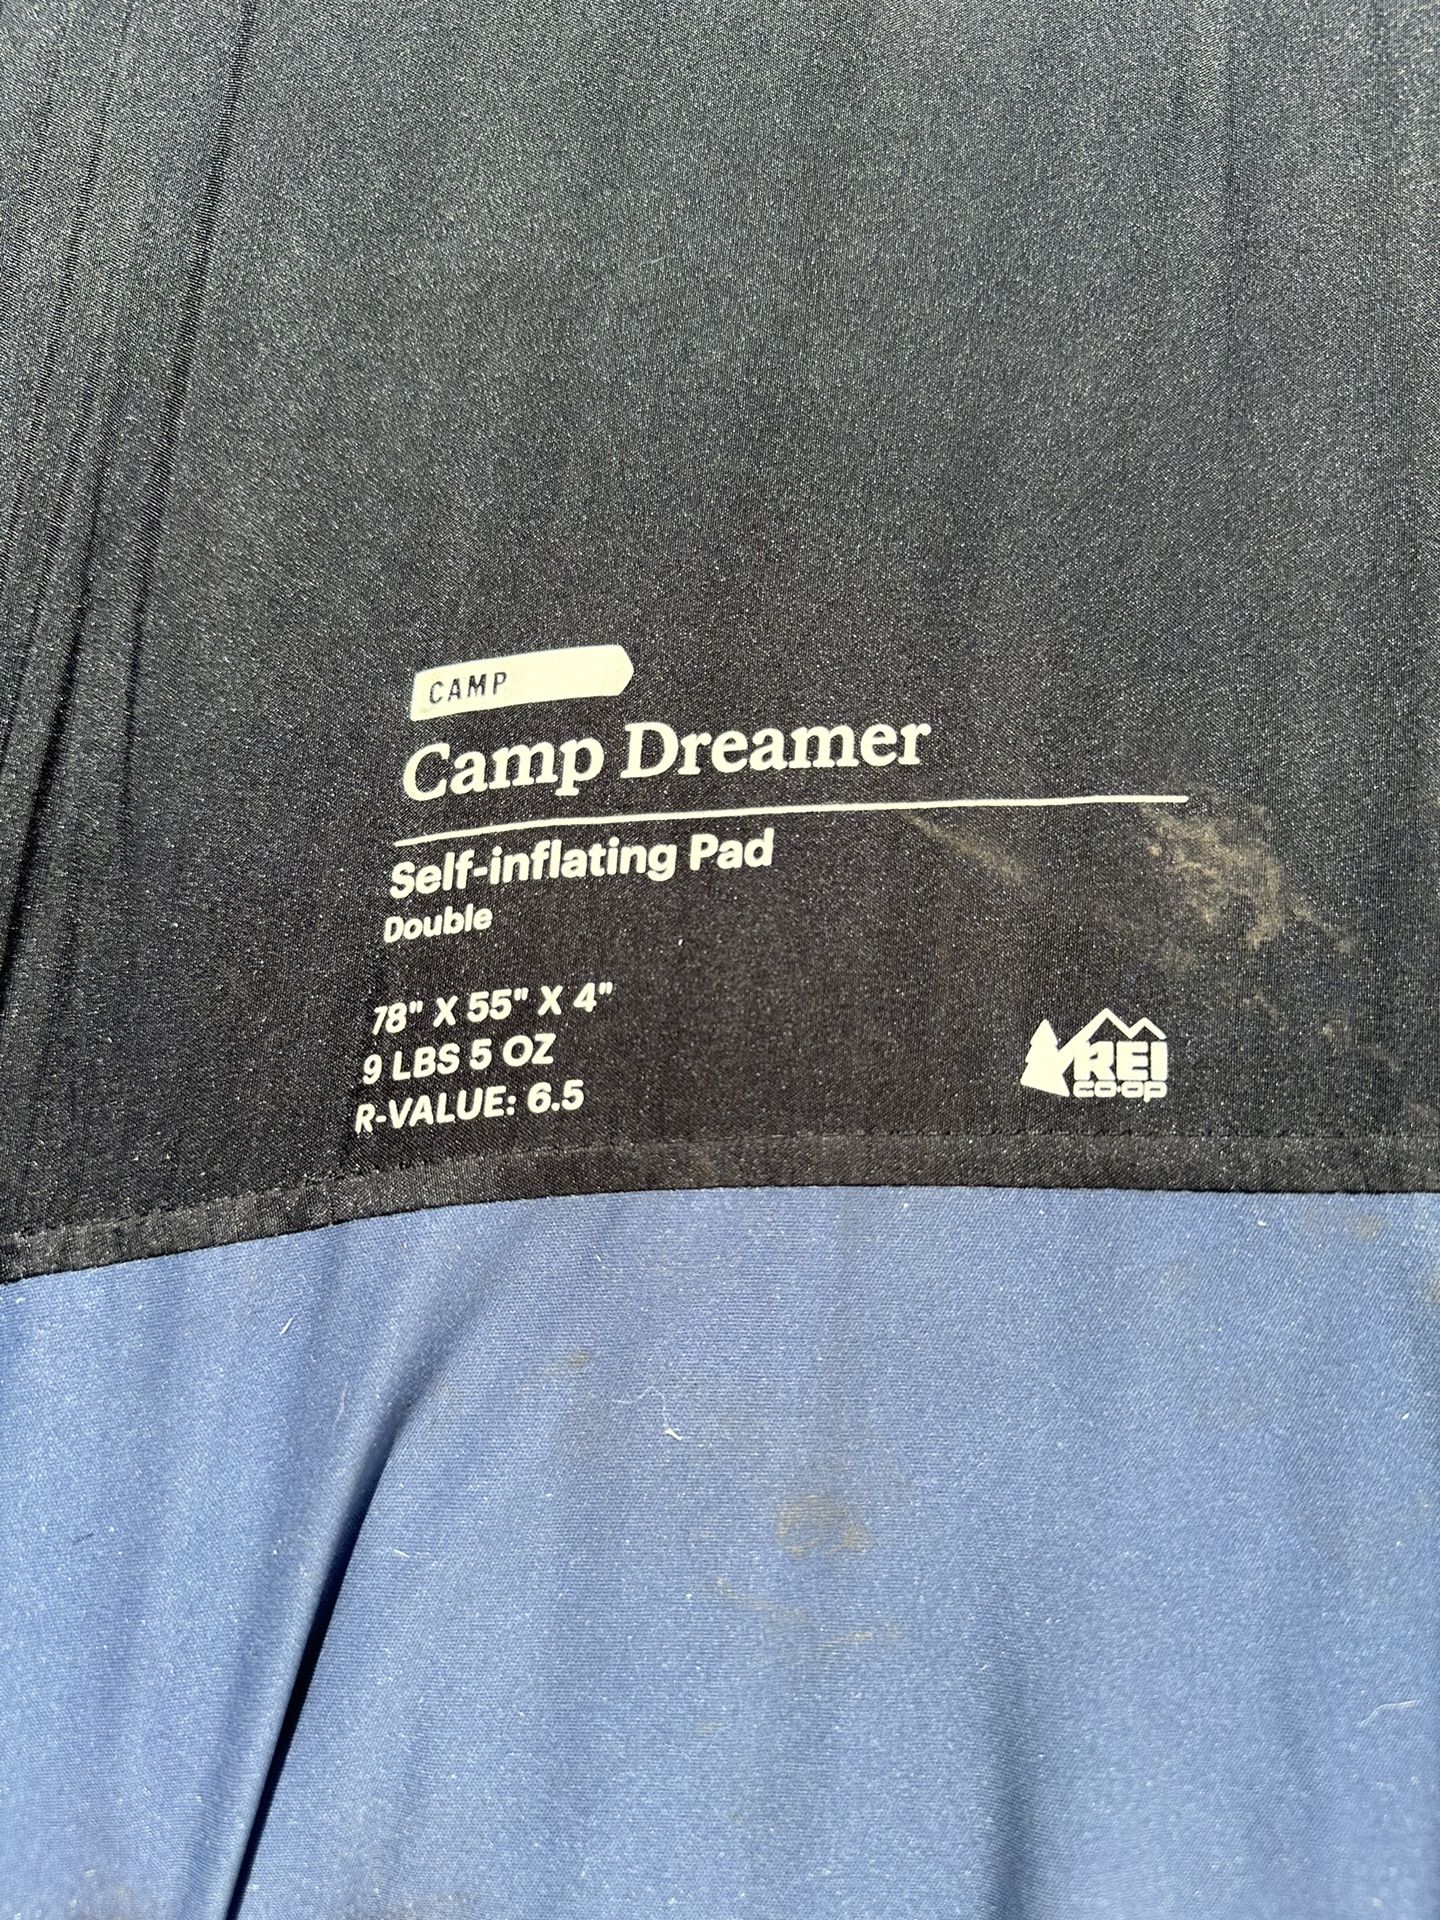 CAMP
Camp Dreamer
Self-inflating Pad
Double
78" X 55" X 4"
9 LBS 5 OZ
R-VALUE: 6.5
REI
CO·OP